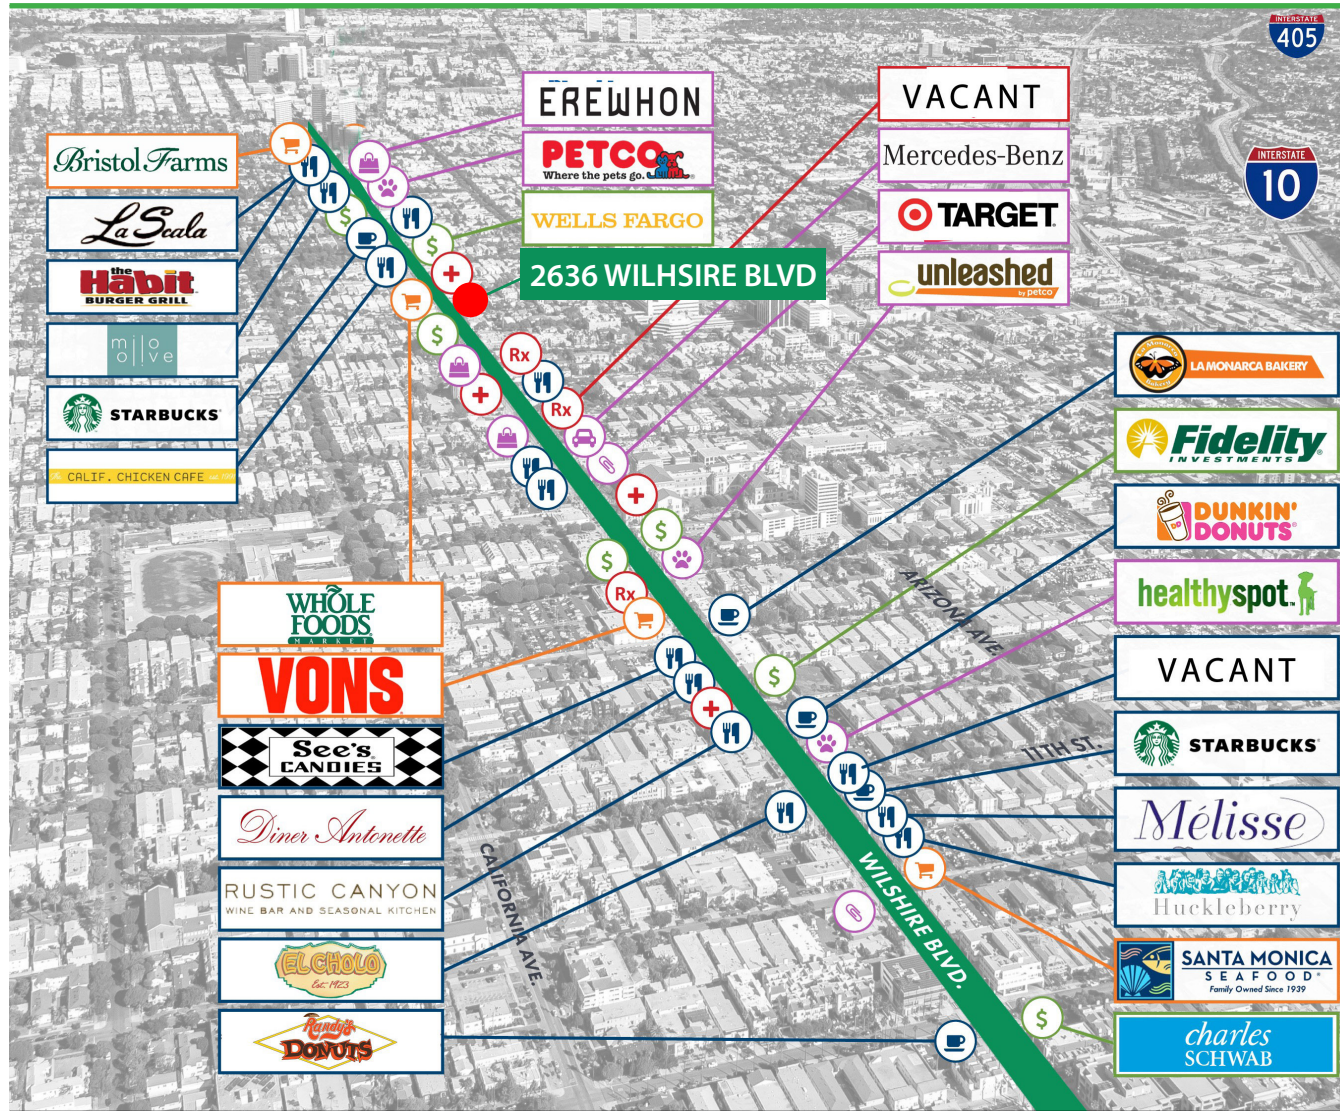 INTERSTATE
405
INTERSTATE
10
EREWHON
PETCO
Where the pets go.
WELLS FARGO
2636 WILHSIRE BLVD
VACANT
Mercedes-Benz
TARGET
unleashed
by petco
Bristol Farms
La Scala
the
Habit
BURGER GRILL
milo
olive
STARBUCKS
CALIF. CHICKEN CAFE
Rx
Rx
Rx
$
$
$
$
$
$
$
WHOLE
FOODS
MARKET
VONS
See's
CANDIES
Diner Antonette
RUSTIC CANYON
WINE BAR AND SEASONAL KITCHEN
EL CHOLO
Est. 1923
Randy's
DONUTS
La Monarca
Bakery
LA MONARCA BAKERY
Fidelity
INVESTMENTS
DD
DUNKIN'
DONUTS
healthyspot
VACANT
STARBUCKS
Mélisse
Huckleberry
SANTA MONICA
SEAFOOD
Family Owned Since 1939
charles
SCHWAB
ARIZONA AVE.
11TH ST.
CALIFORNIA AVE.
WILSHIRE BLVD.